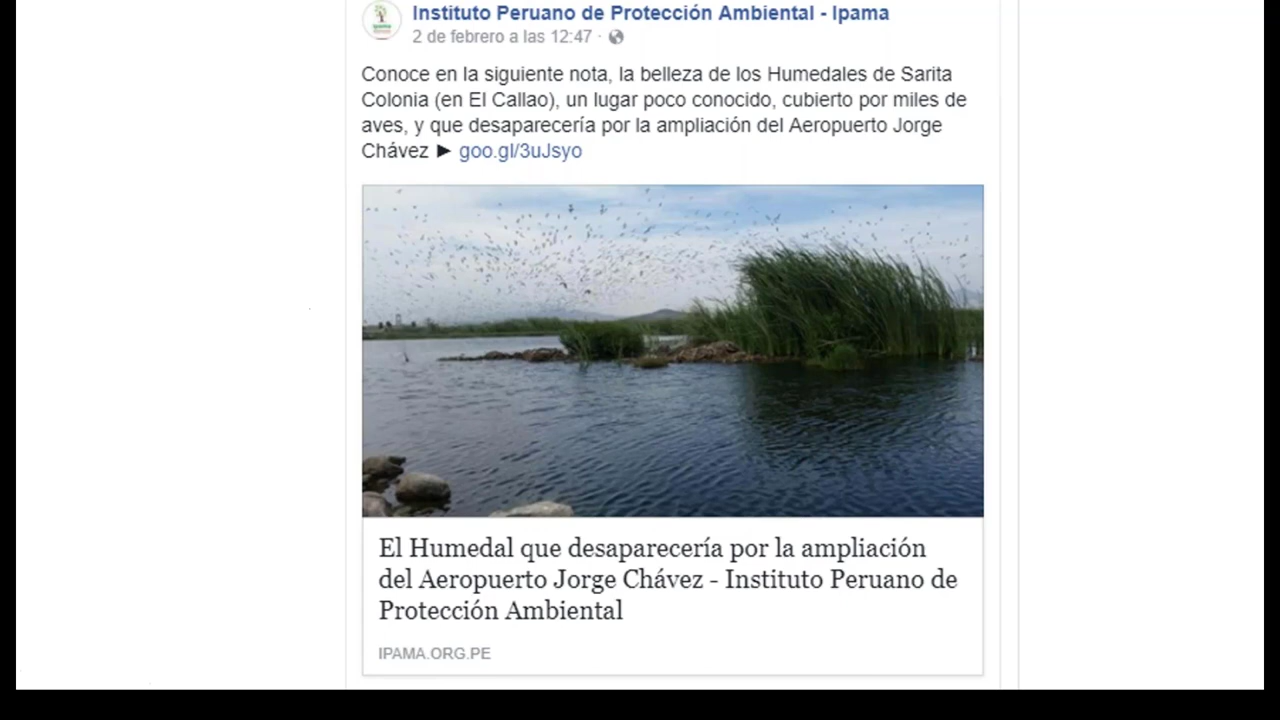 Instituto Peruano de Protección Ambiental - Ipama
2 de febrero a las 12:47 ·
Conoce en la siguiente nota, la belleza de los Humedales de Sarita
Colonia (en El Callao), un lugar poco conocido, cubierto por miles de
aves, y que desaparecería por la ampliación del Aeropuerto Jorge
Chávez ► goo.gl/3uJsyo
El Humedal que desaparecería por la ampliación
del Aeropuerto Jorge Chávez - Instituto Peruano de
Protección Ambiental
IPAMA.ORG.PE